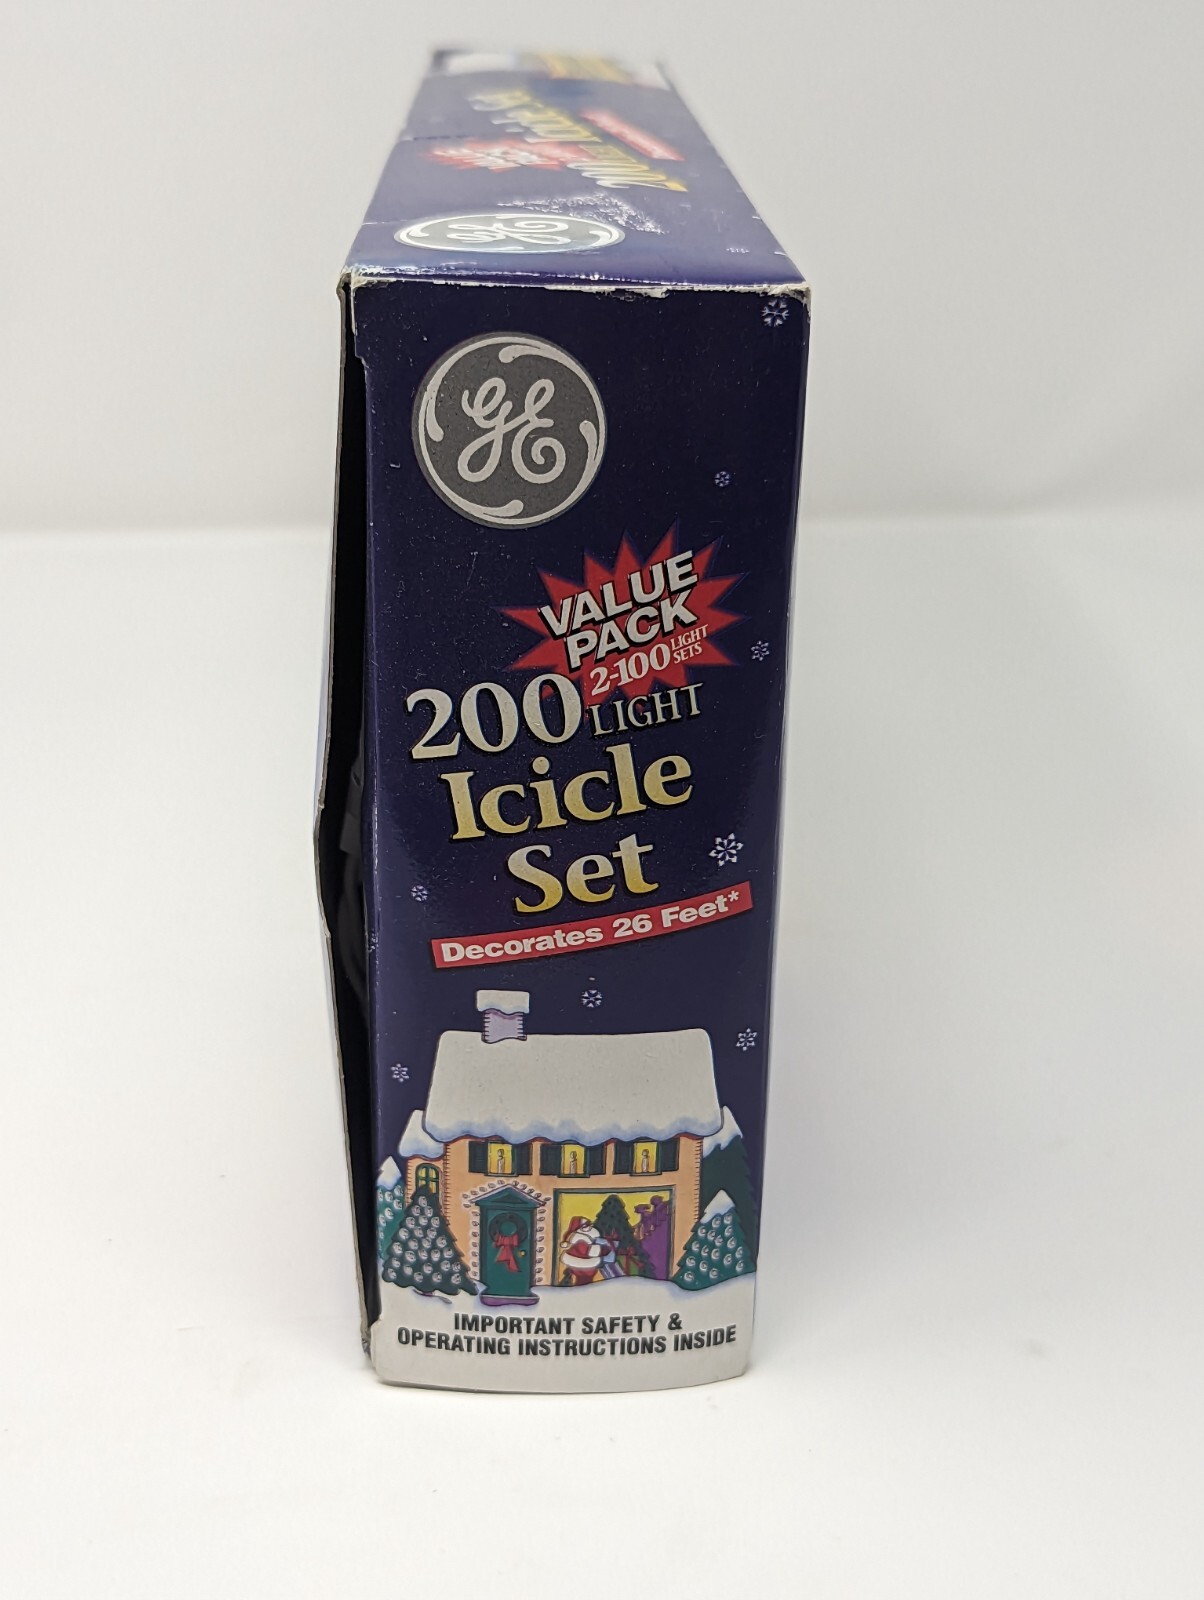 GE
VALUE
PACK
2-100 LIGHT SETS
200 LIGHT
Icicle
Set
Decorates 26 Feet*
IMPORTANT SAFETY &
OPERATING INSTRUCTIONS INSIDE